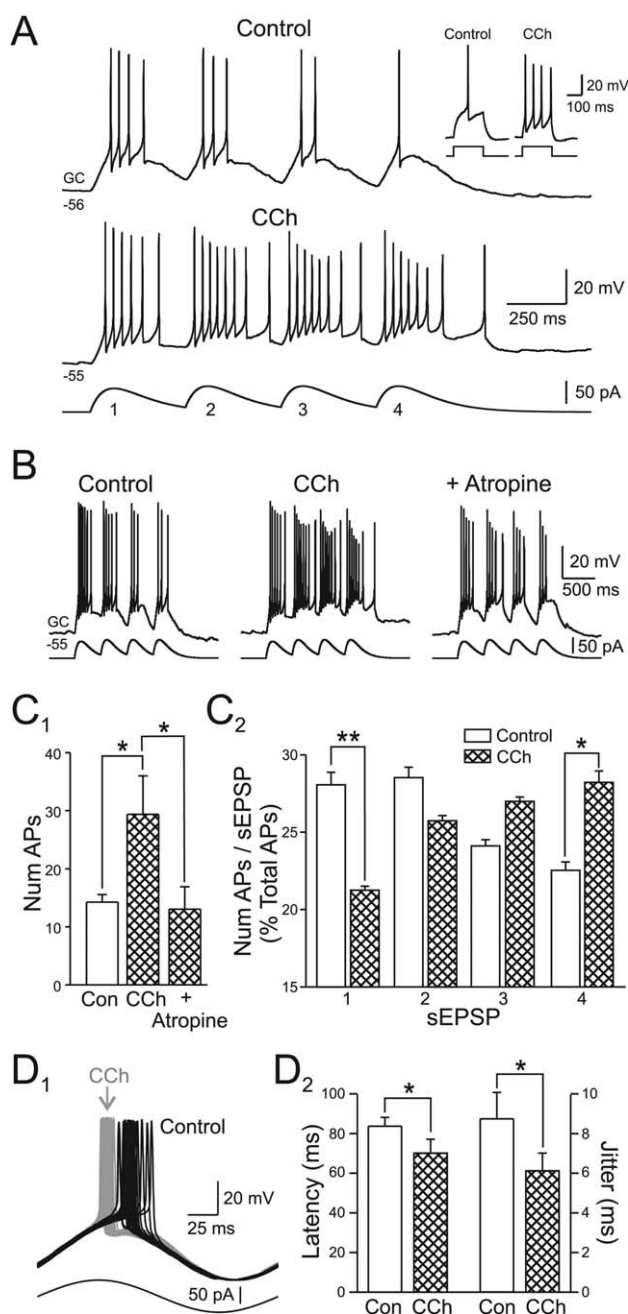 A
Control
Control CCh
20 mV
100 ms
GC
-56
CCh
20 mV
250 ms
-55
50 pA
1 2 3 4
B
Control CCh + Atropine
20 mV
500 ms
GC
-55
50 pA
C1
Num APs
40
30
20
10
0
* *
Con CCh +
Atropine
C2
Control
CCh
Num APs / sEPSP
(% Total APs)
30
27
21
15
** *
1 2 3 4
sEPSP
D1
CCh
Control
20 mV
25 ms
50 pA
D2
Latency (ms)
100
80
60
40
20
0
* *
Con CCh Con CCh
10
8
6
4
2
0
Jitter (ms)